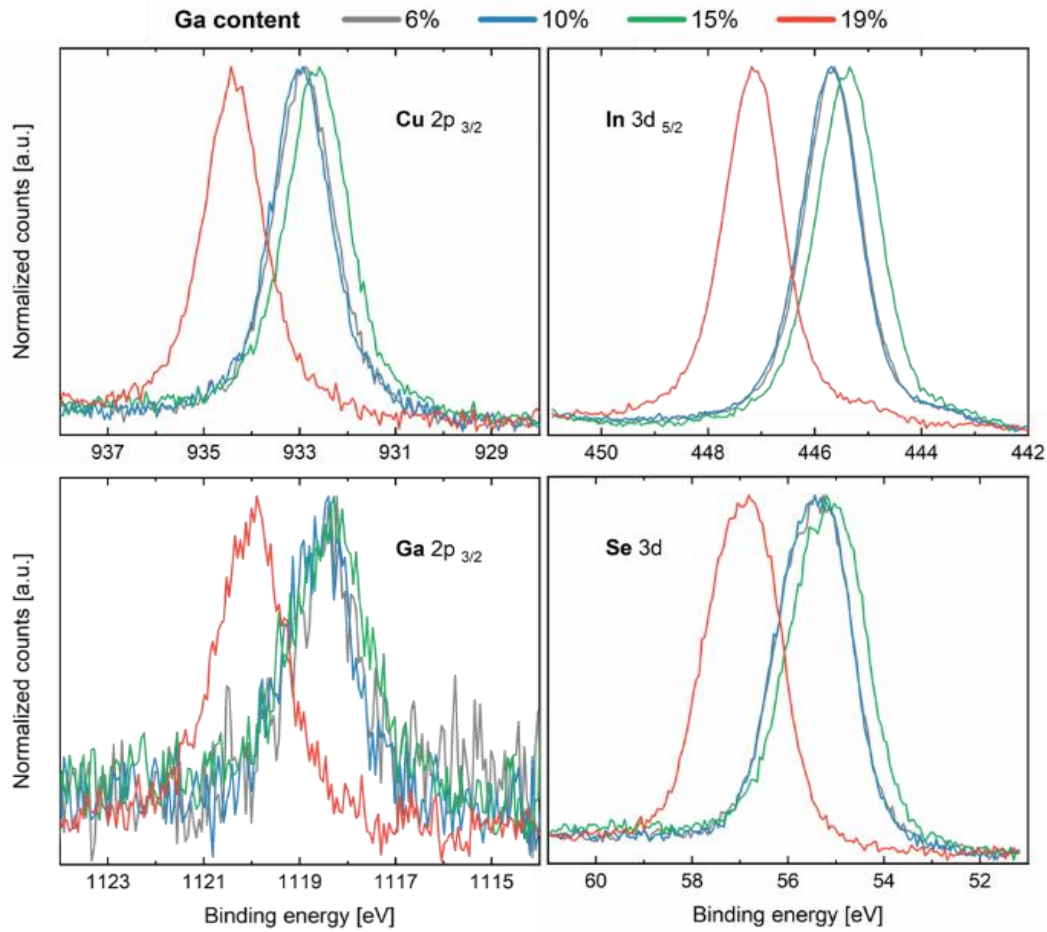 Ga content 6% 10% 15% 19%
Normalized counts [a.u.]
Cu 2p 3/2
937 935 933 931 929
In 3d 5/2
450 448 446 444 442
Normalized counts [a.u.]
Ga 2p 3/2
1123 1121 1119 1117 1115
Binding energy [eV]
Se 3d
60 58 56 54 52
Binding energy [eV]